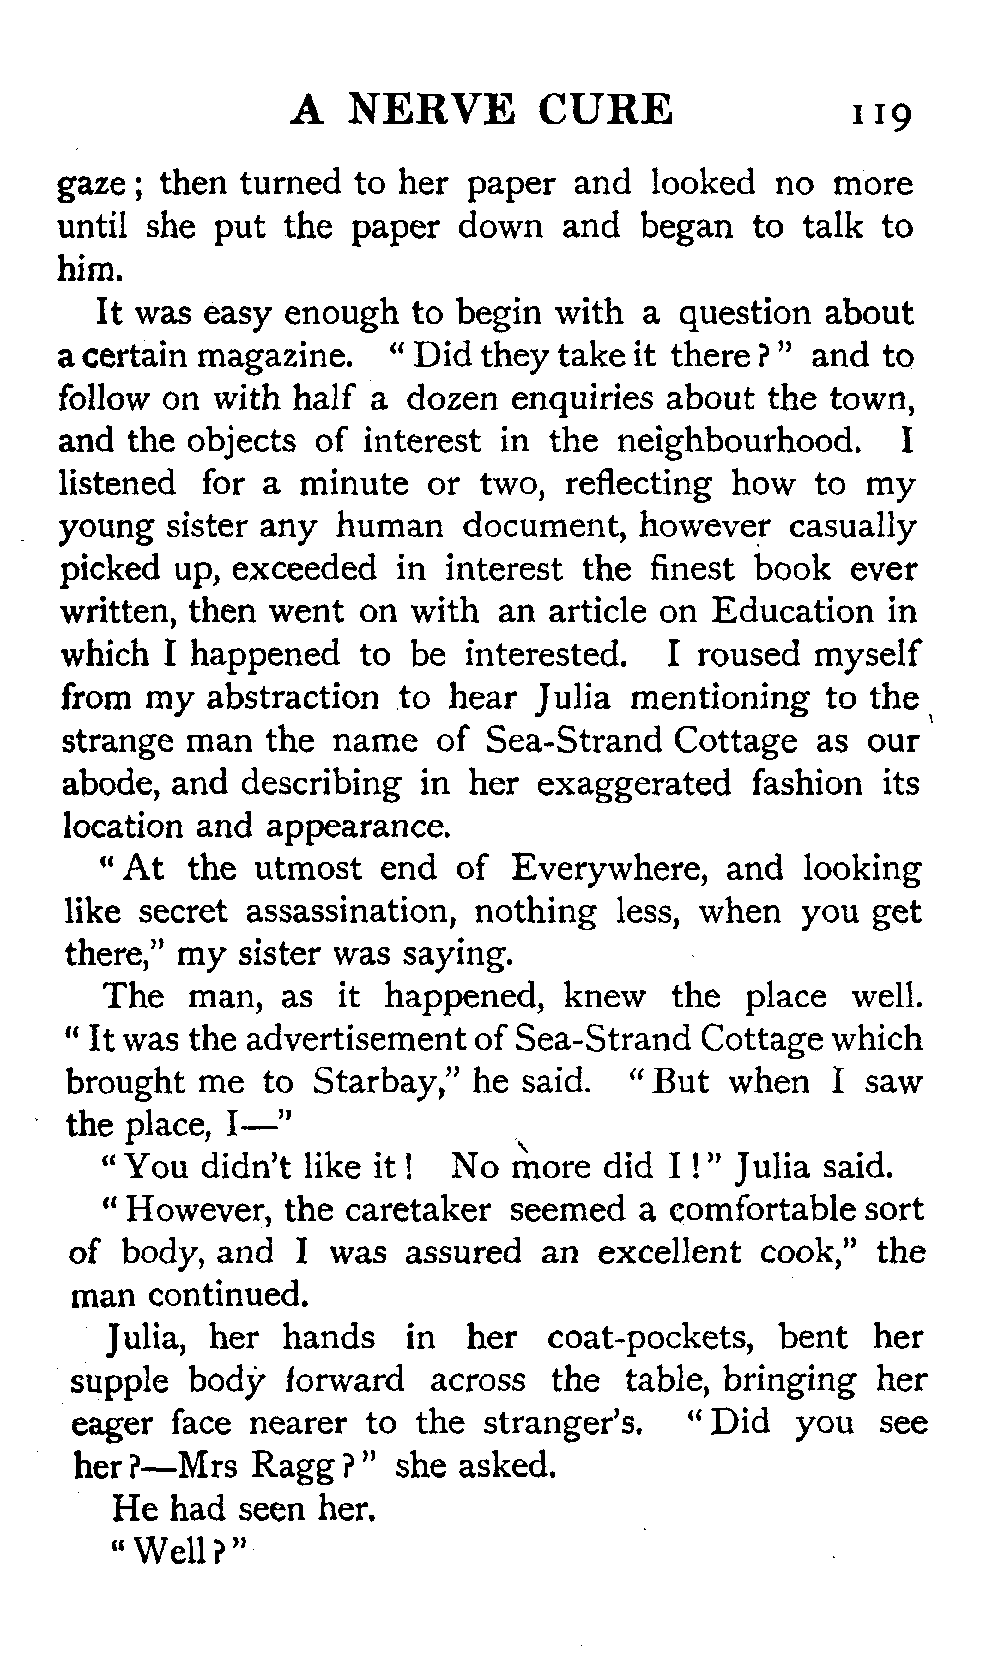 A NERVE CURE 119
gaze; then turned to her paper and looked no more
until she put the paper down and began to talk to
him.
It was easy enough to begin with a question about
a certain magazine. “Did they take it there?” and to
follow on with half a dozen enquiries about the town,
and the objects of interest in the neighbourhood. I
listened for a minute or two, reflecting how to my
young sister any human document, however casually
picked up, exceeded in interest the finest book ever
written, then went on with an article on Education in
which I happened to be interested. I roused myself
from my abstraction to hear Julia mentioning to the
strange man the name of Sea-Strand Cottage as our
abode, and describing in her exaggerated fashion its
location and appearance.
“At the utmost end of Everywhere, and looking
like secret assassination, nothing less, when you get
there,” my sister was saying.
The man, as it happened, knew the place well.
“It was the advertisement of Sea-Strand Cottage which
brought me to Starbay,” he said. “But when I saw
the place, I—”
“You didn't like it! No more did I!” Julia said.
“However, the caretaker seemed a comfortable sort
of body, and I was assured an excellent cook,” the
man continued.
Julia, her hands in her coat-pockets, bent her
supple body forward across the table, bringing her
eager face nearer to the stranger's. “Did you see
her?—Mrs Ragg?” she asked.
He had seen her.
“Well?”